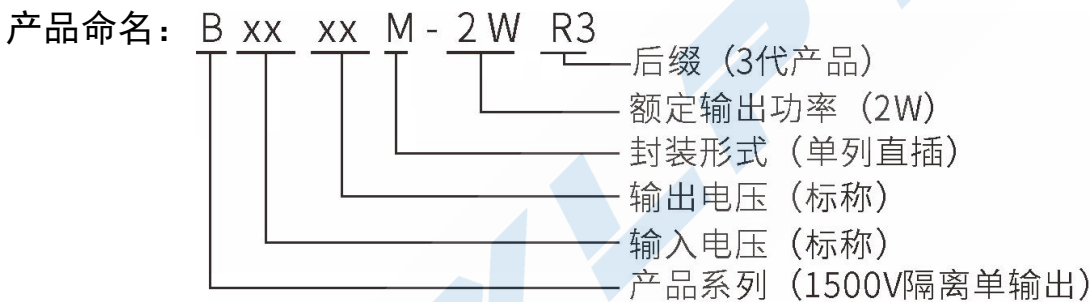 产品命名：B xx xx M - 2W R3
后缀（3代产品）
额定输出功率（2W）
封装形式（单列直插）
输出电压（标称）
输入电压（标称）
产品系列（1500V隔离单输出）